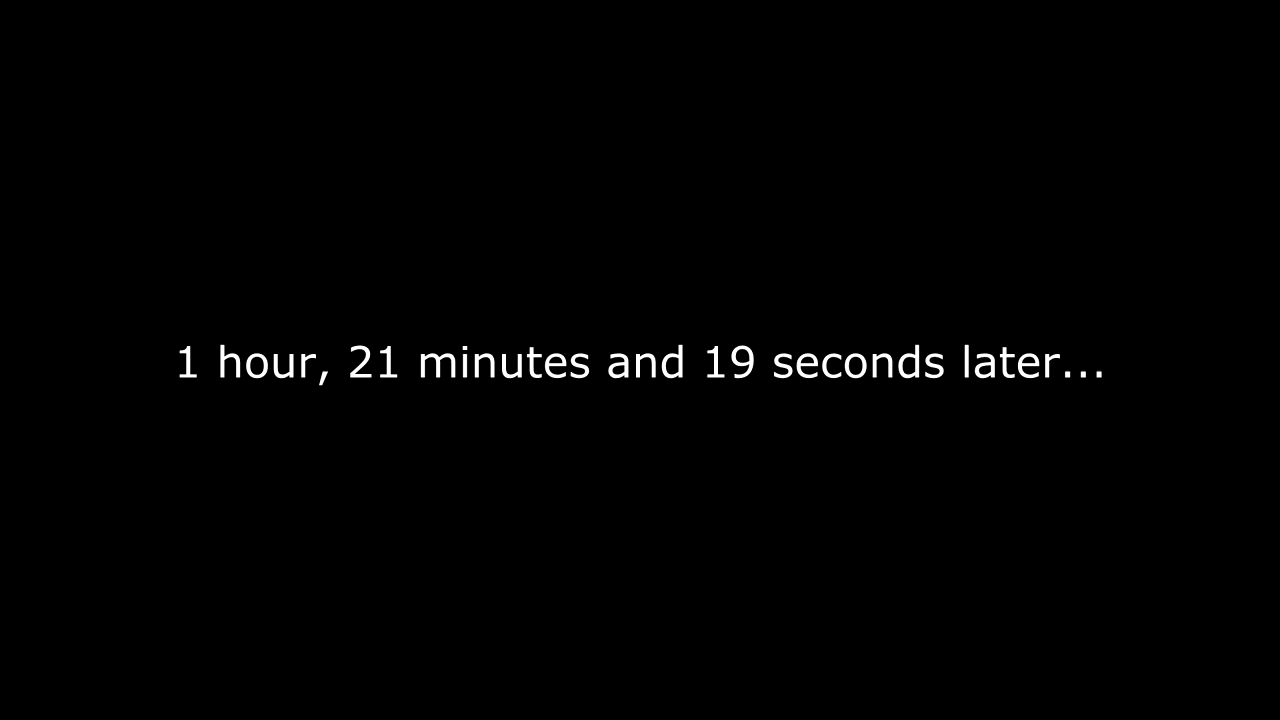 1 hour, 21 minutes and 19 seconds later...